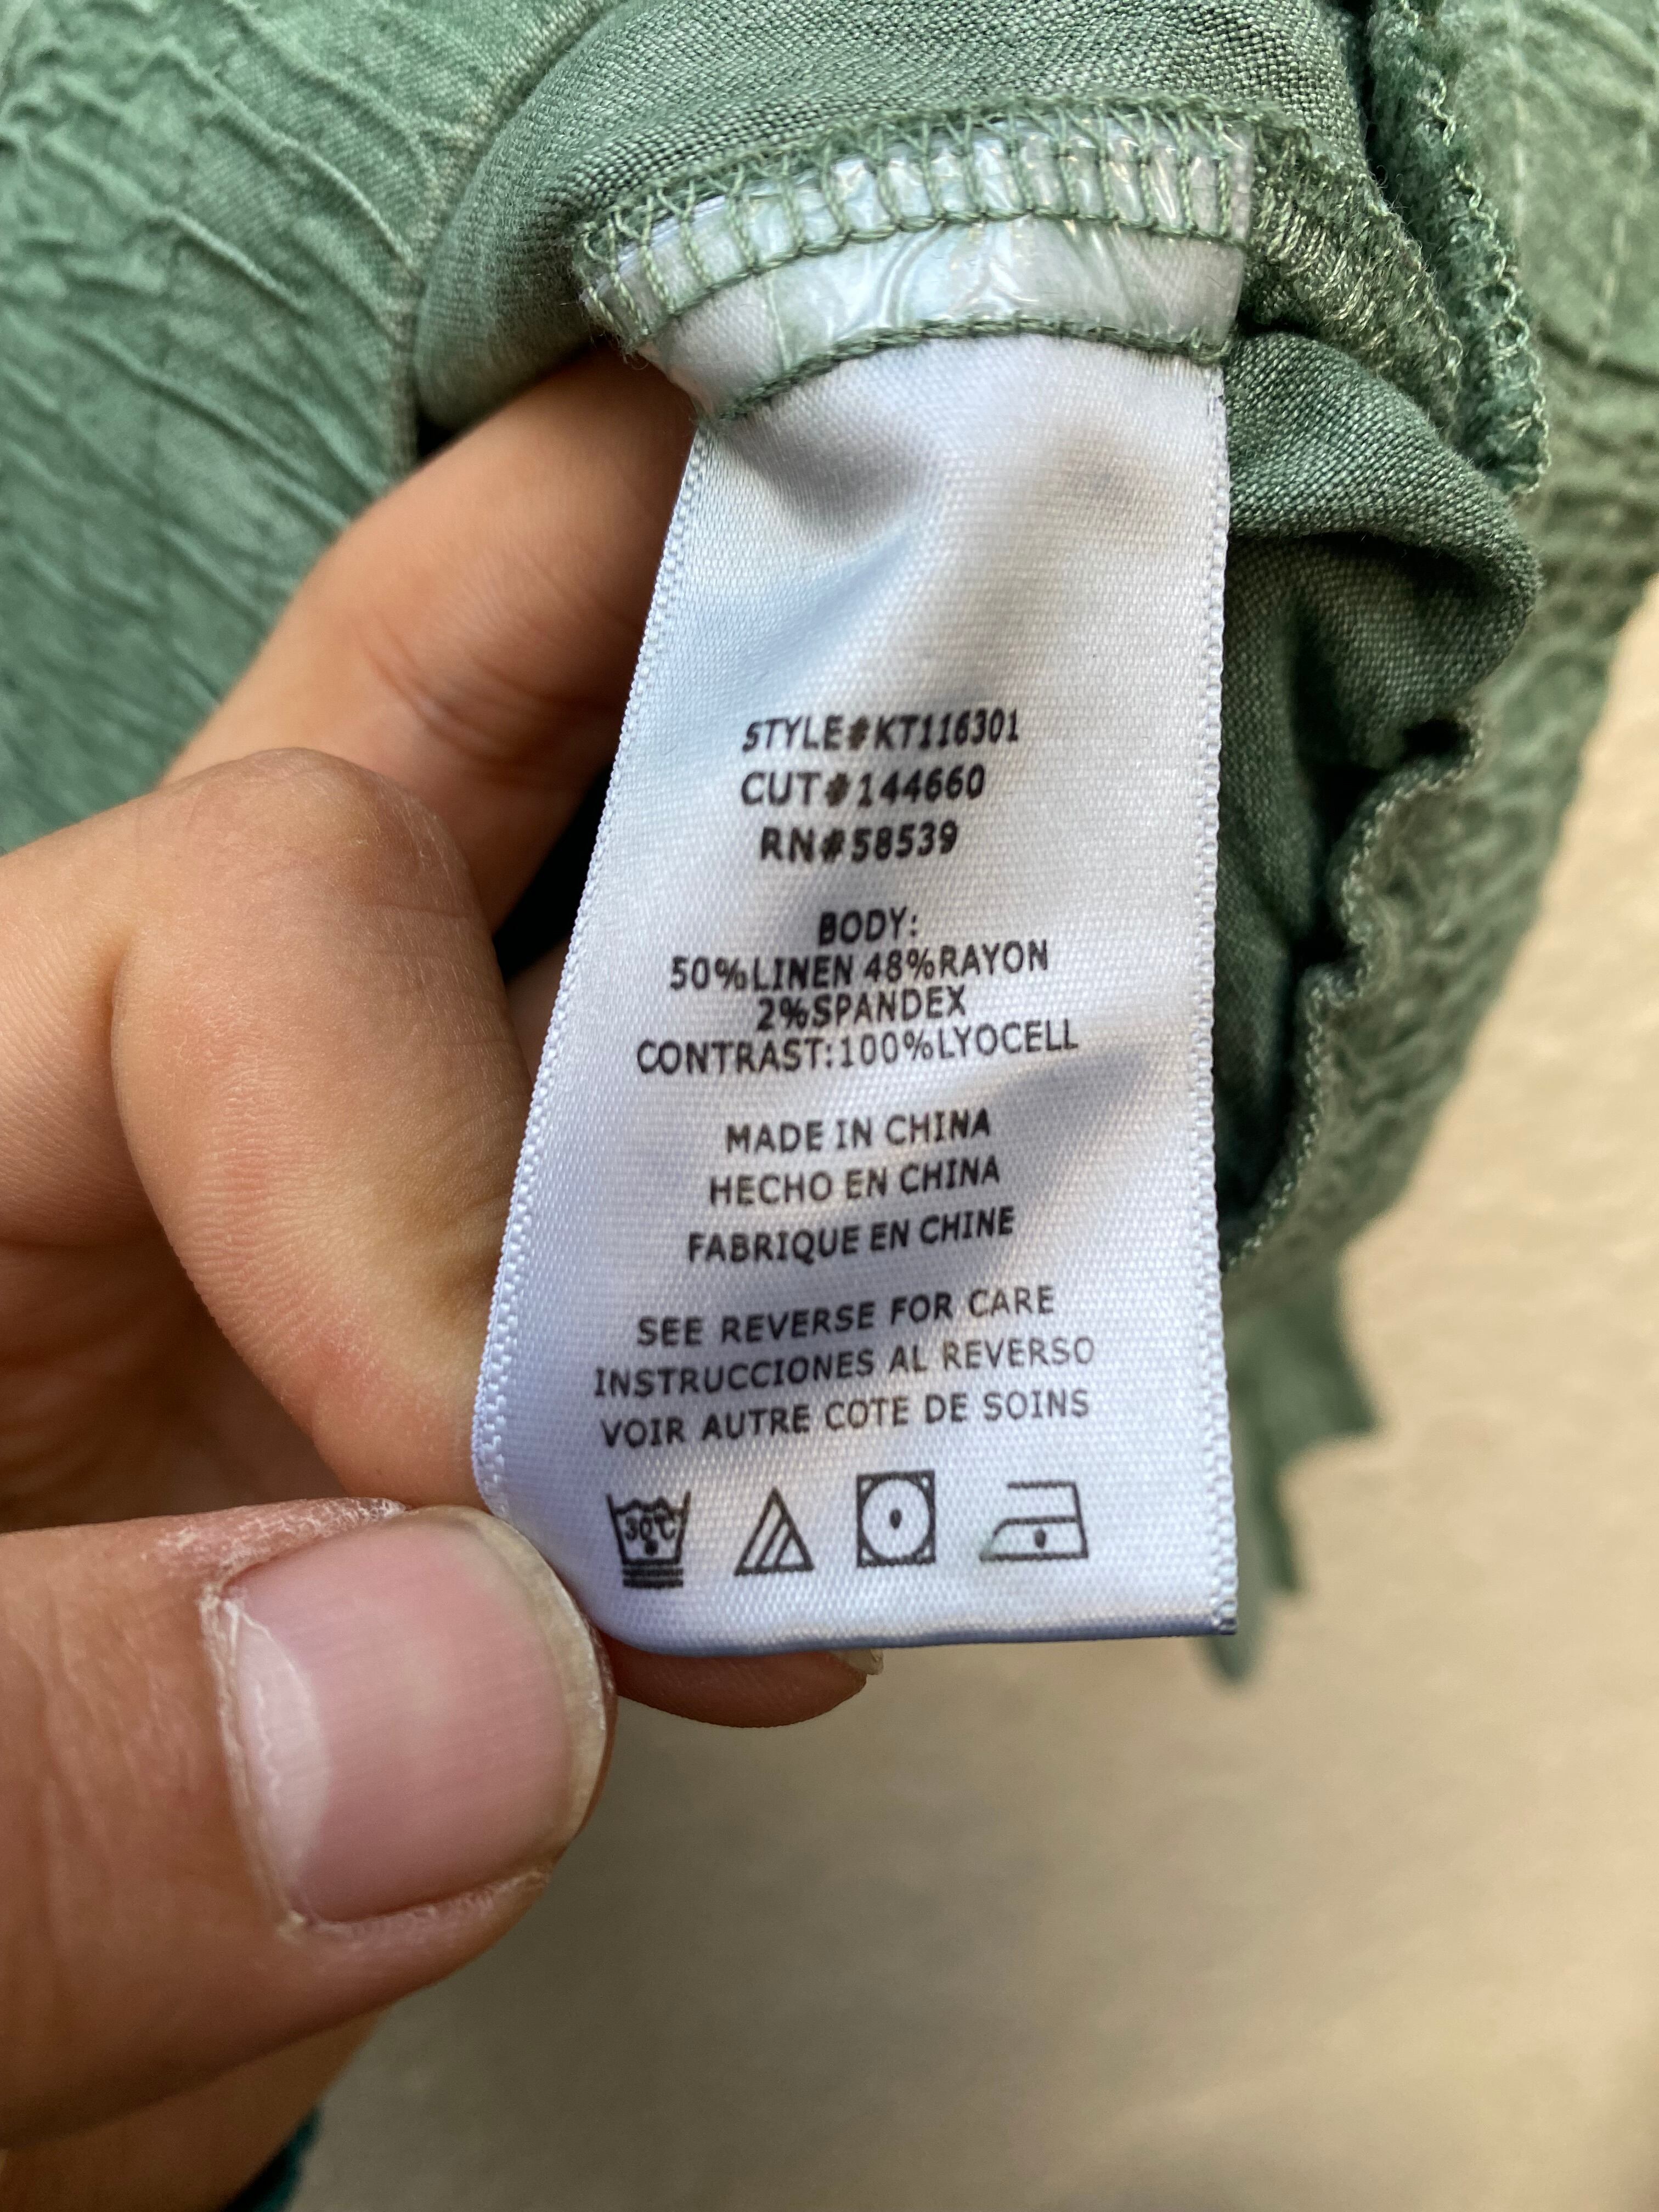 STYLE#KT116301
CUT#144660
RN#58539
BODY:
50%LINEN 48%RAYON
2%SPANDEX
CONTRAST:100%LYOCELL
MADE IN CHINA
HECHO EN CHINA
FABRIQUE EN CHINE
SEE REVERSE FOR CARE
INSTRUCCIONES AL REVERSO
VOIR AUTRE COTE DE SOINS
30°C